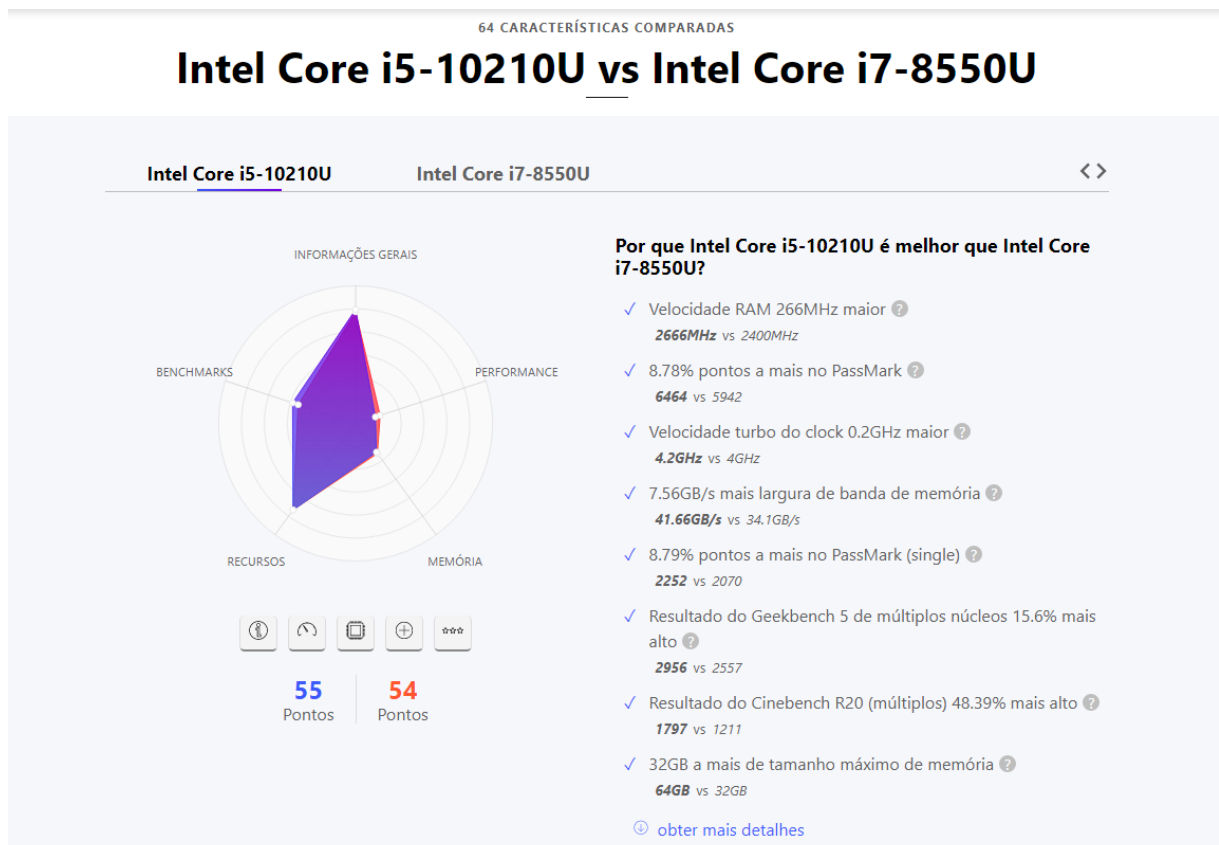 64 CARACTERÍSTICAS COMPARADAS
Intel Core i5-10210U vs Intel Core i7-8550U
Intel Core i5-10210U
Intel Core i7-8550U
INFORMAÇÕES GERAIS
BENCHMARKS
PERFORMANCE
RECURSOS
MEMÓRIA
55
Pontos
54
Pontos
Por que Intel Core i5-10210U é melhor que Intel Core
i7-8550U?
Velocidade RAM 266MHz maior ?
2666MHz vs 2400MHz
8.78% pontos a mais no PassMark ?
6464 vs 5942
Velocidade turbo do clock 0.2GHz maior ?
4.2GHz vs 4GHz
7.56GB/s mais largura de banda de memória ?
41.66GB/s vs 34.1GB/s
8.79% pontos a mais no PassMark (single) ?
2252 vs 2070
Resultado do Geekbench 5 de múltiplos núcleos 15.6% mais
alto ?
2956 vs 2557
Resultado do Cinebench R20 (múltiplos) 48.39% mais alto ?
1797 vs 1211
32GB a mais de tamanho máximo de memória ?
64GB vs 32GB
obter mais detalhes